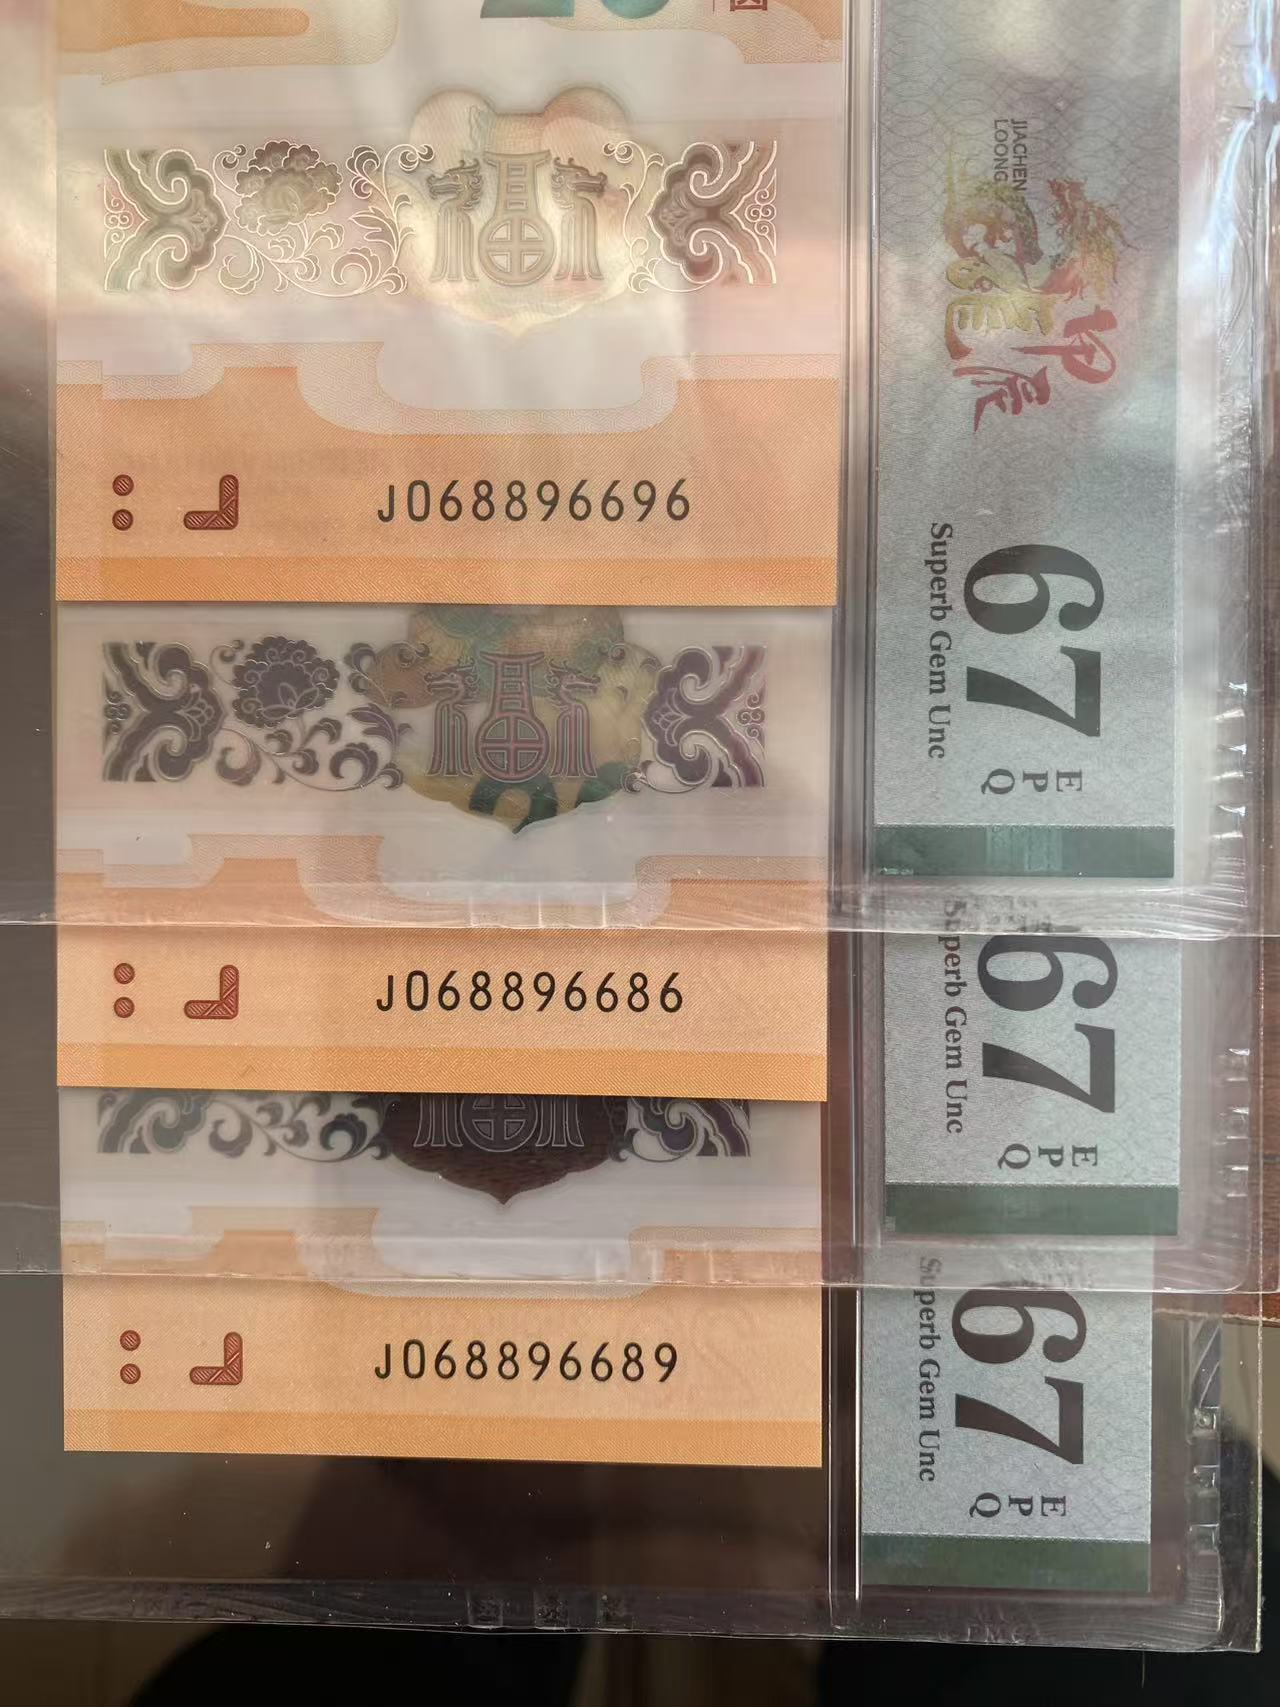 J068896696
J068896686
J068896689
JIACHEN
LOONG
甲辰
龍
67
Superb Gem Unc
E
P
Q
67
Superb Gem Unc
E
P
Q
67
Superb Gem Unc
E
P
Q